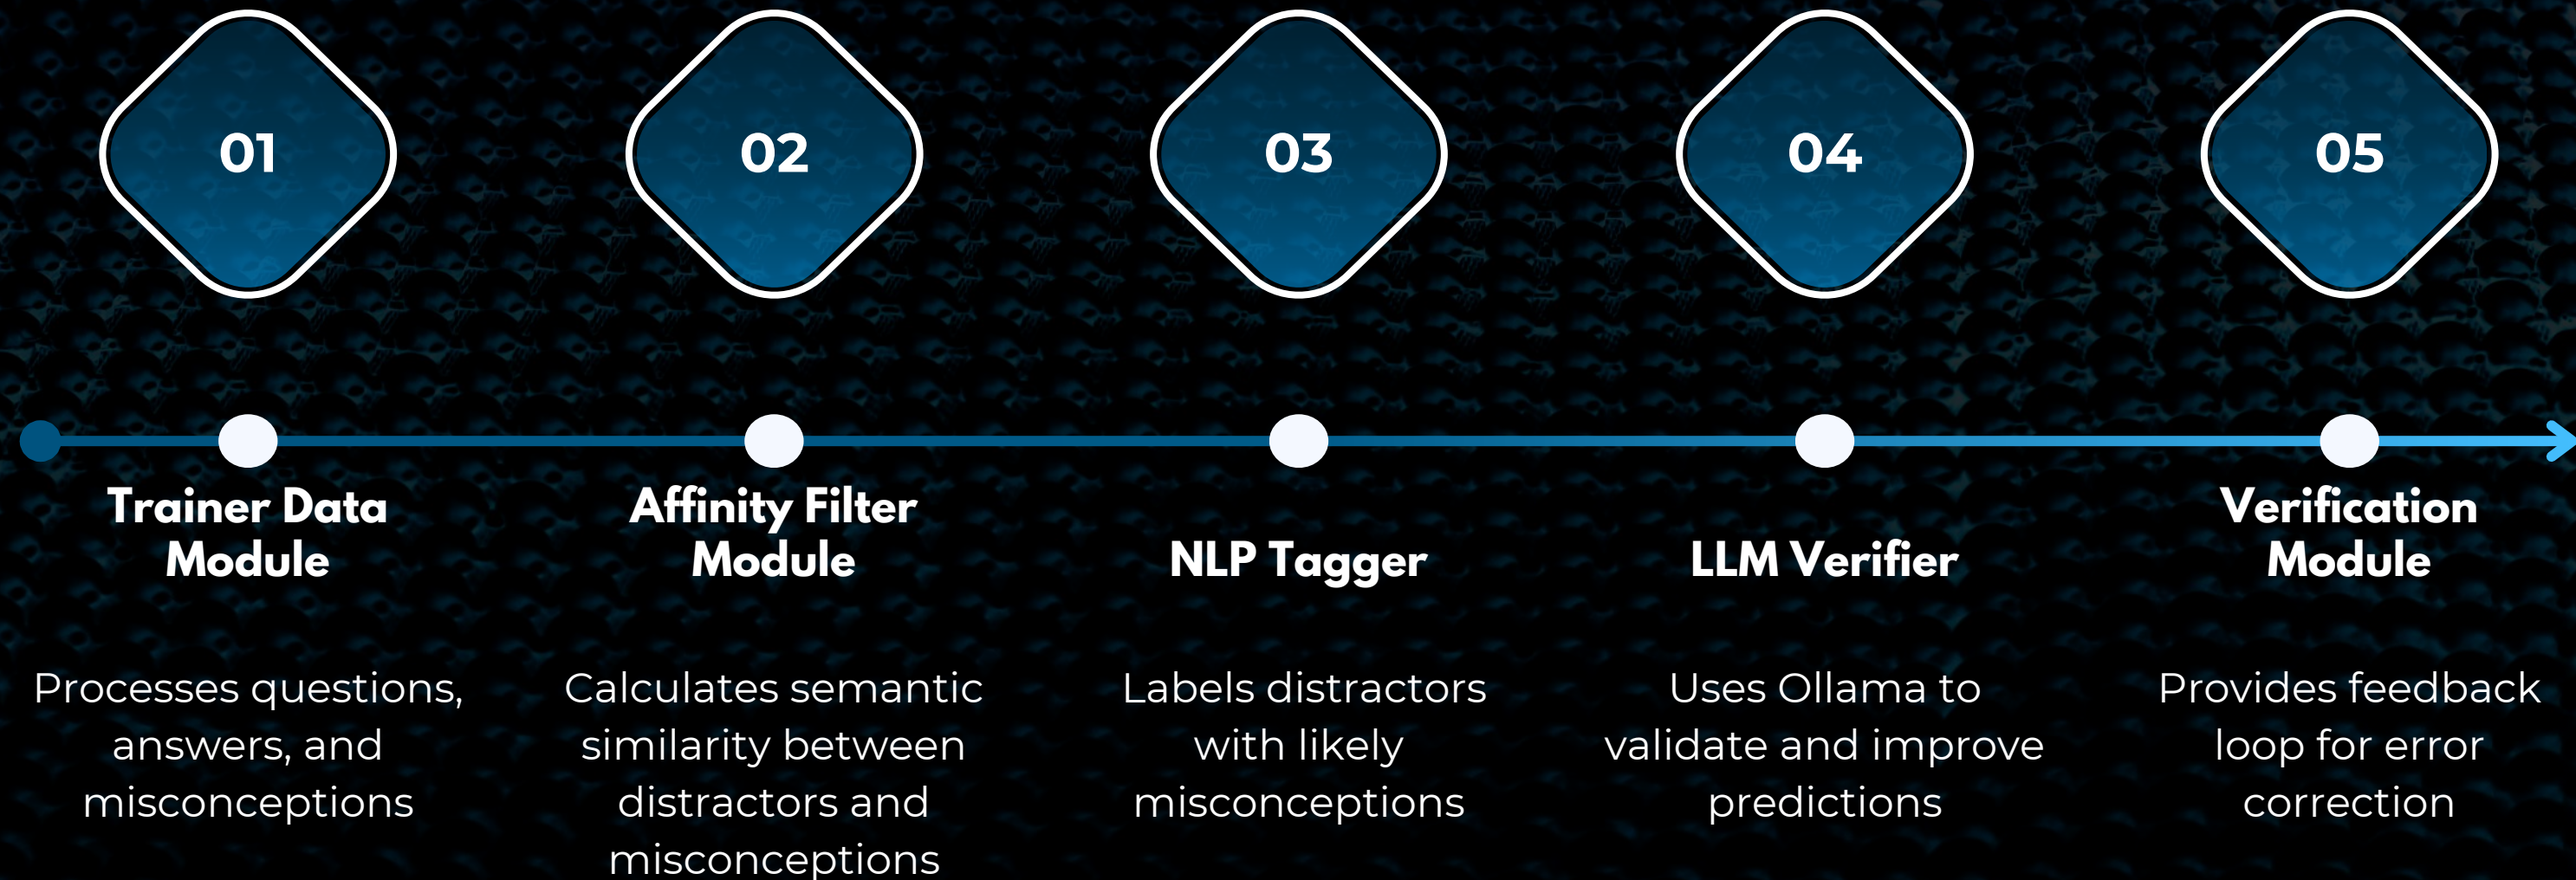 01
02
03
04
05
Trainer Data
Module
Affinity Filter
Module
NLP Tagger
LLM Verifier
Verification
Module
Processes questions,
answers, and
misconceptions
Calculates semantic
similarity between
distractors and
misconceptions
Labels distractors
with likely
misconceptions
Uses Ollama to
validate and improve
predictions
Provides feedback
loop for error
correction